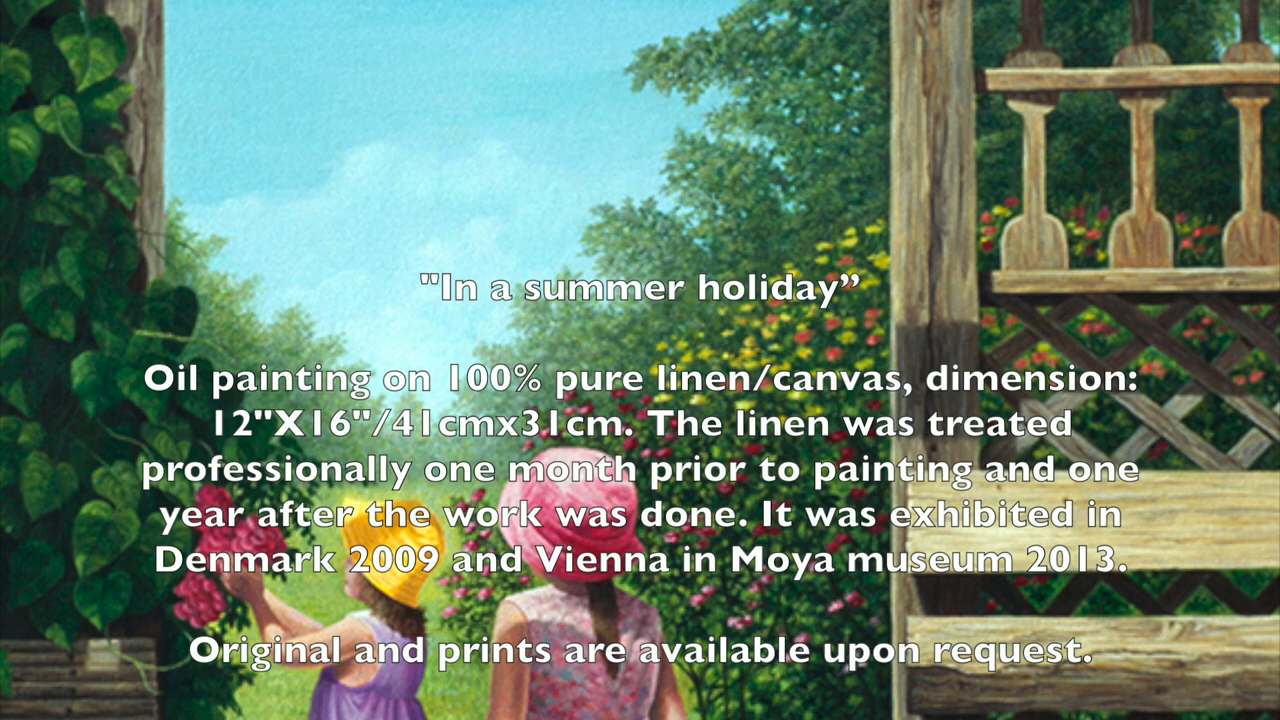 "In a summer holiday”
Oil painting on 100% pure linen/canvas, dimension:
12"X16"/41cmx31cm. The linen was treated
professionally one month prior to painting and one
year after the work was done. It was exhibited in
Denmark 2009 and Vienna in Moya museum 2013.
Original and prints are available upon request.